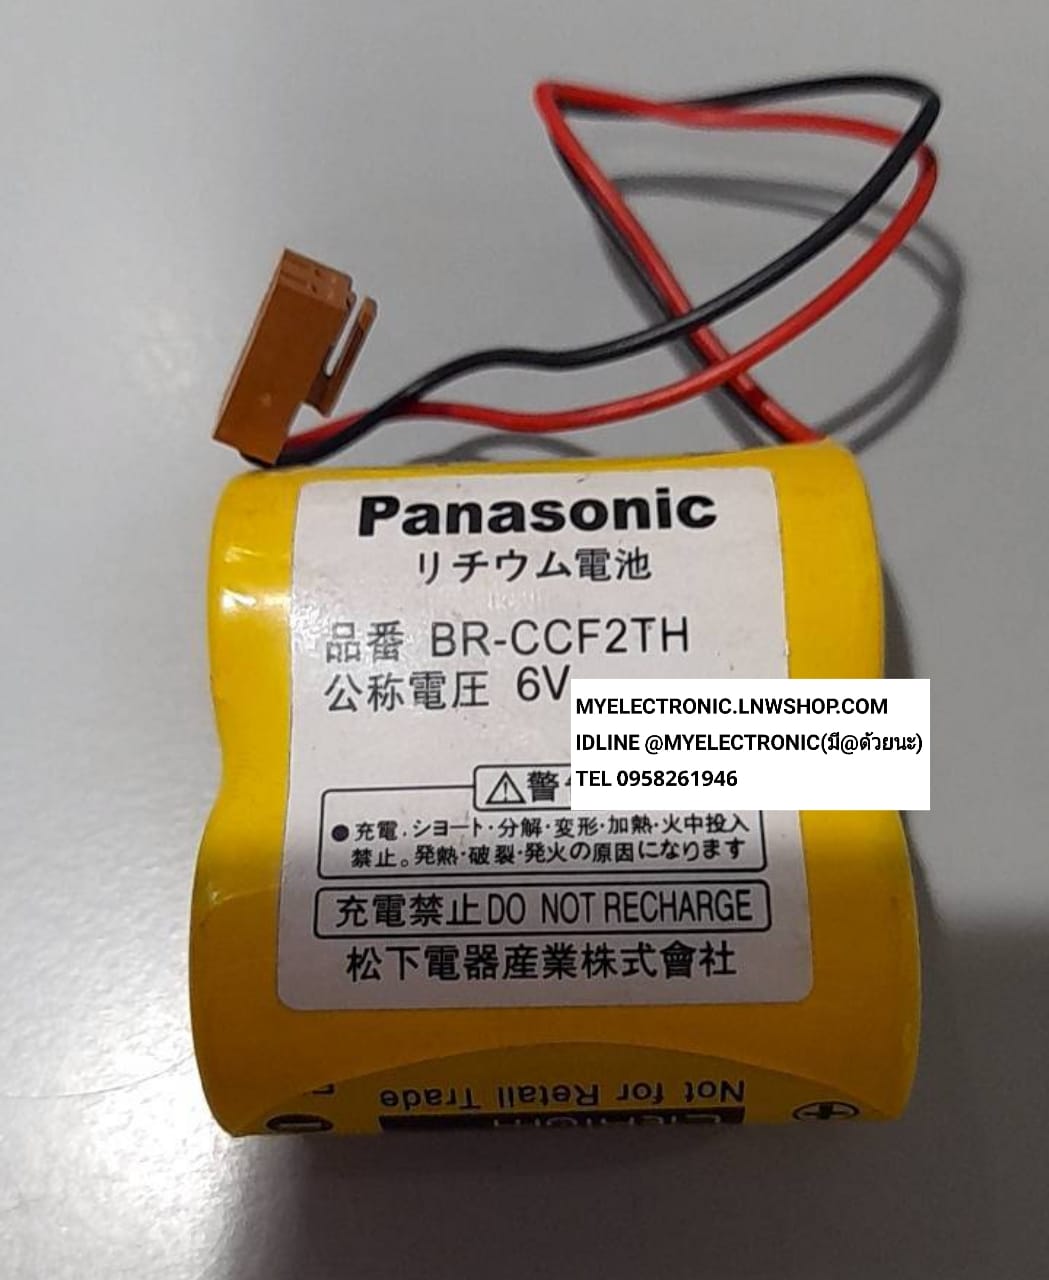 Panasonic
リチウム電池
品番 BR-CCF2TH
公称電圧 6V
MYELECTRONIC.LNWSHOP.COM
IDLINE @MYELECTRONIC(มี@ด้วยนะ)
TEL 0958261946
⚠警
●充電.ショート・分解・変形・加熱・火中投入
禁止。発熱・破裂・発火の原因になります
充電禁止DO NOT RECHARGE
松下電器産業株式會社
Not for Retail Trade